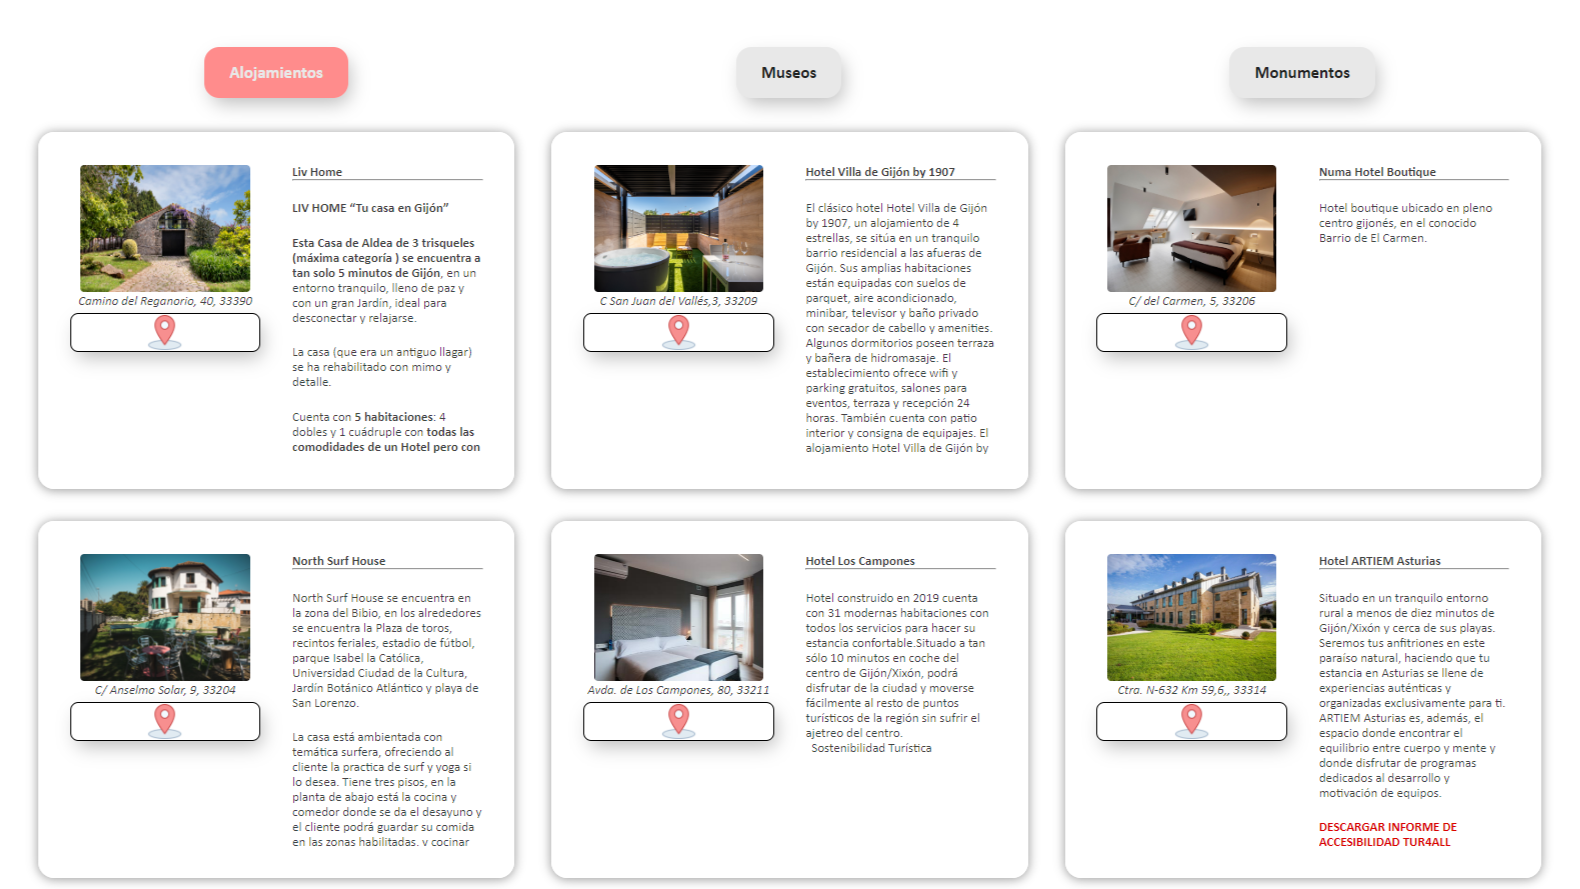 Alojamientos
Museos
Monumentos
Liv Home
LIV HOME “Tu casa en Gijón”
Esta Casa de Aldea de 3 trisqueles
(máxima categoría ) se encuentra a
tan solo 5 minutos de Gijón, en un
entorno tranquilo, lleno de paz y
con un gran Jardín, ideal para
desconectar y relajarse.
La casa (que era un antiguo llagar)
se ha rehabilitado con mimo y
detalle.
Cuenta con 5 habitaciones: 4
dobles y 1 cuádruple con todas las
comodidades de un Hotel pero con
Camino del Reganorio, 40, 33390
Hotel Villa de Gijón by 1907
El clásico hotel Hotel Villa de Gijón
by 1907, un alojamiento de 4
estrellas, se sitúa en un tranquilo
barrio residencial a las afueras de
Gijón. Sus amplias habitaciones
están equipadas con suelos de
parquet, aire acondicionado,
minibar, televisor y baño privado
con secador de cabello y amenities.
Algunos dormitorios poseen terraza
y bañera de hidromasaje. El
establecimiento ofrece wifi y
parking gratuitos, salones para
eventos, terraza y recepción 24
horas. También cuenta con patio
interior y consigna de equipajes. El
alojamiento Hotel Villa de Gijón by
C San Juan del Vallés,3, 33209
Numa Hotel Boutique
Hotel boutique ubicado en pleno
centro gijonés, en el conocido
Barrio de El Carmen.
C/ del Carmen, 5, 33206
North Surf House
North Surf House se encuentra en
la zona del Bibio, en los alrededores
se encuentra la Plaza de toros,
recintos feriales, estadio de fútbol,
parque Isabel la Católica,
Universidad Ciudad de la Cultura,
Jardín Botánico Atlántico y playa de
San Lorenzo.
La casa está ambientada con
temática surfera, ofreciendo al
cliente la practica de surf y yoga si
lo desea. Tiene tres pisos, en la
planta de abajo está la cocina y
comedor donde se da el desayuno y
el cliente podrá guardar su comida
en las zonas habilitadas, y cocinar
C/ Anselmo Solar, 9, 33204
Hotel Los Campones
Hotel construido en 2019 cuenta
con 31 modernas habitaciones con
todos los servicios para hacer su
estancia confortable.Situado a tan
sólo 10 minutos en coche del
centro de Gijón/Xixón, podrá
disfrutar de la ciudad y moverse
fácilmente al resto de puntos
turísticos de la región sin sufrir el
ajetreo del centro.
Sostenibilidad Turística
Avda. de Los Campones, 80, 33211
Hotel ARTIEM Asturias
Situado en un tranquilo entorno
rural a menos de diez minutos de
Gijón/Xixón y cerca de sus playas.
Seremos tus anfitriones en este
paraíso natural, haciendo que tu
estancia en Asturias se llene de
experiencias auténticas y
organizadas exclusivamente para ti.
ARTIEM Asturias es, además, el
espacio donde encontrar el
equilibrio entre cuerpo y mente y
donde disfrutar de programas
dedicados al desarrollo y
motivación de equipos.
DESCARGAR INFORME DE
ACCESIBILIDAD TUR4ALL
Ctra. N-632 Km 59,6,, 33314